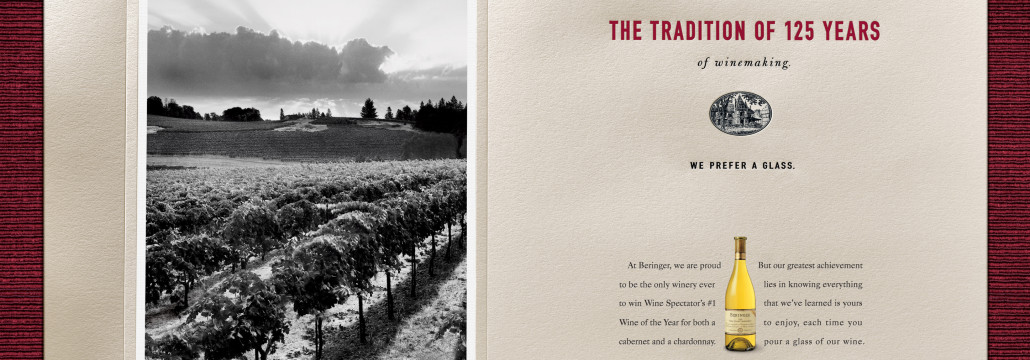 THE TRADITION OF 125 YEARS
of winemaking.
WE PREFER A GLASS.
At Beringer, we are proud
to be the only winery ever
to win Wine Spectator's #1
Wine of the Year for both a
cabernet and a chardonnay.
But our greatest achievement
lies in knowing everything
that we've learned is yours
to enjoy, each time you
pour a glass of our wine.